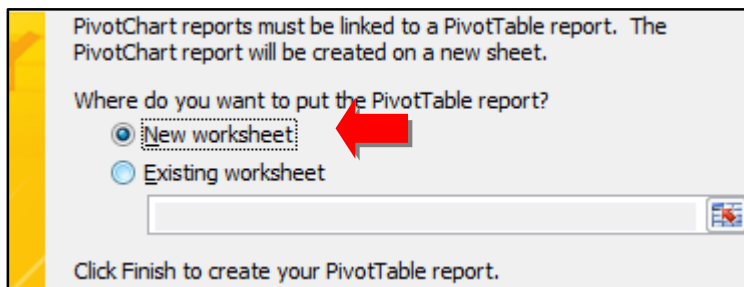 PivotChart reports must be linked to a PivotTable report.  The
PivotChart report will be created on a new sheet.
Where do you want to put the PivotTable report?
New worksheet
Existing worksheet
Click Finish to create your PivotTable report.